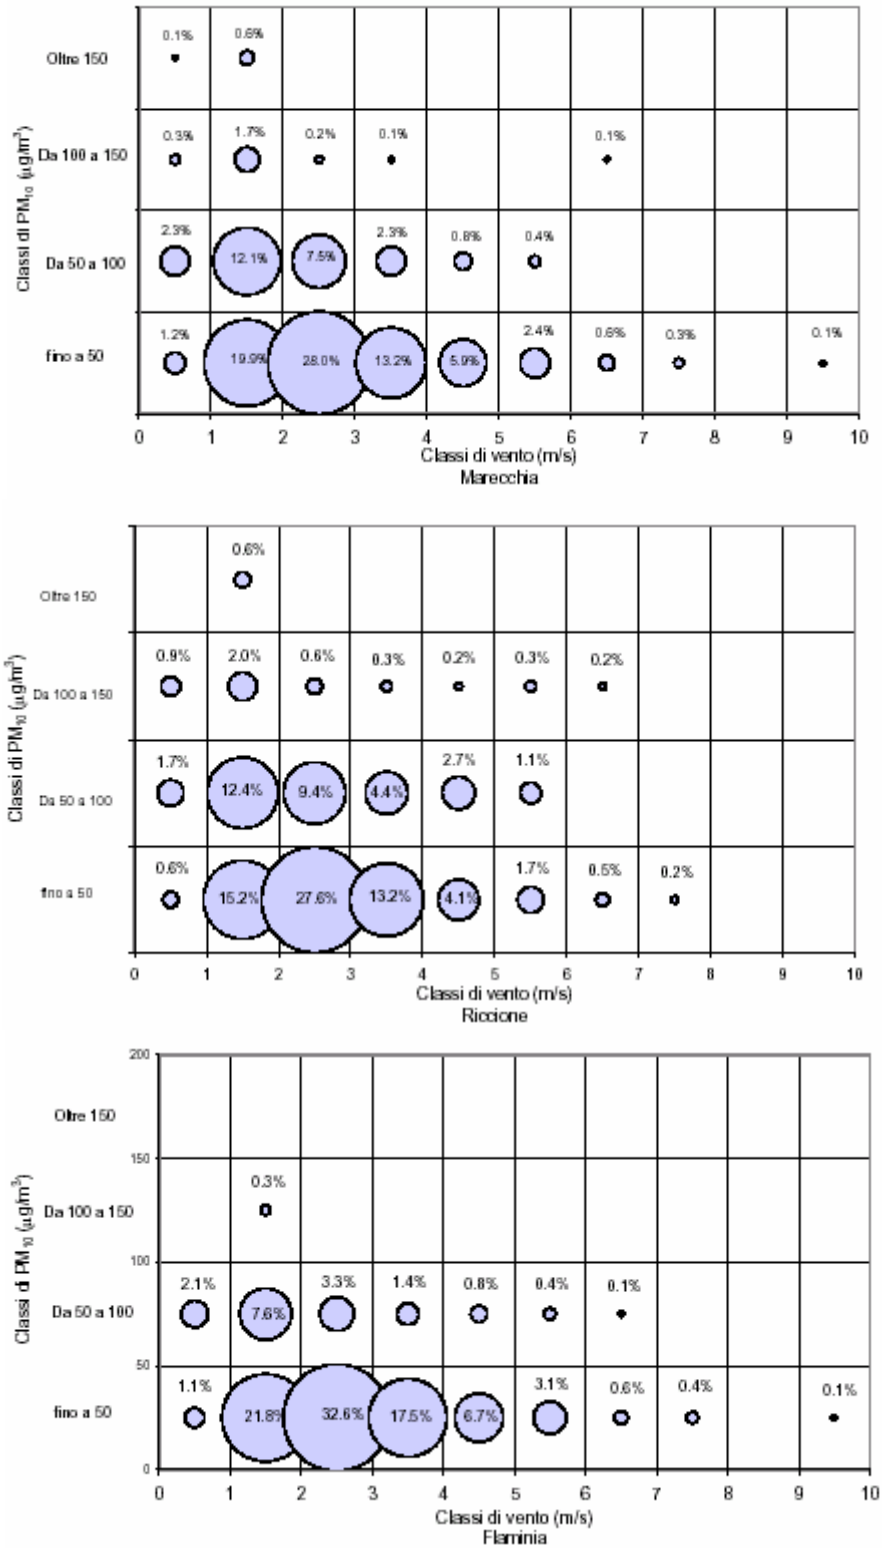 0.1% 0.6%
Oltre 150
0.3% 1.7% 0.2% 0.1% 0.1%
Da 100 a 150
Classi di PM10 (µg/m³)
2.3% 12.1% 7.5% 2.3% 0.8% 0.4%
Da 50 a 100
1.2% 19.9% 28.0% 13.2% 5.9% 2.4% 0.6% 0.3% 0.1%
fino a 50
0 1 2 3 4 5 6 7 8 9 10
Classi di vento (m/s)
Marecchia
0.6%
Oltre 150
0.9% 2.0% 0.6% 0.3% 0.2% 0.3% 0.2%
Da 100 a 150
Classi di PM10 (µg/m³)
1.7% 12.4% 9.4% 4.4% 2.7% 1.1%
Da 50 a 100
0.6% 15.2% 27.6% 13.2% 4.1% 1.7% 0.5% 0.2%
fino a 50
0 1 2 3 4 5 6 7 8 9 10
Classi di vento (m/s)
Riccione
200
Oltre 150
150
0.3%
Da 100 a 150
Classi di PM10 (µg/m³)
100
2.1% 7.6% 3.3% 1.4% 0.8% 0.4% 0.1%
Da 50 a 100
50
1.1% 21.8% 32.6% 17.5% 6.7% 3.1% 0.6% 0.4% 0.1%
fino a 50
0
0 1 2 3 4 5 6 7 8 9 10
Classi di vento (m/s)
Flaminia